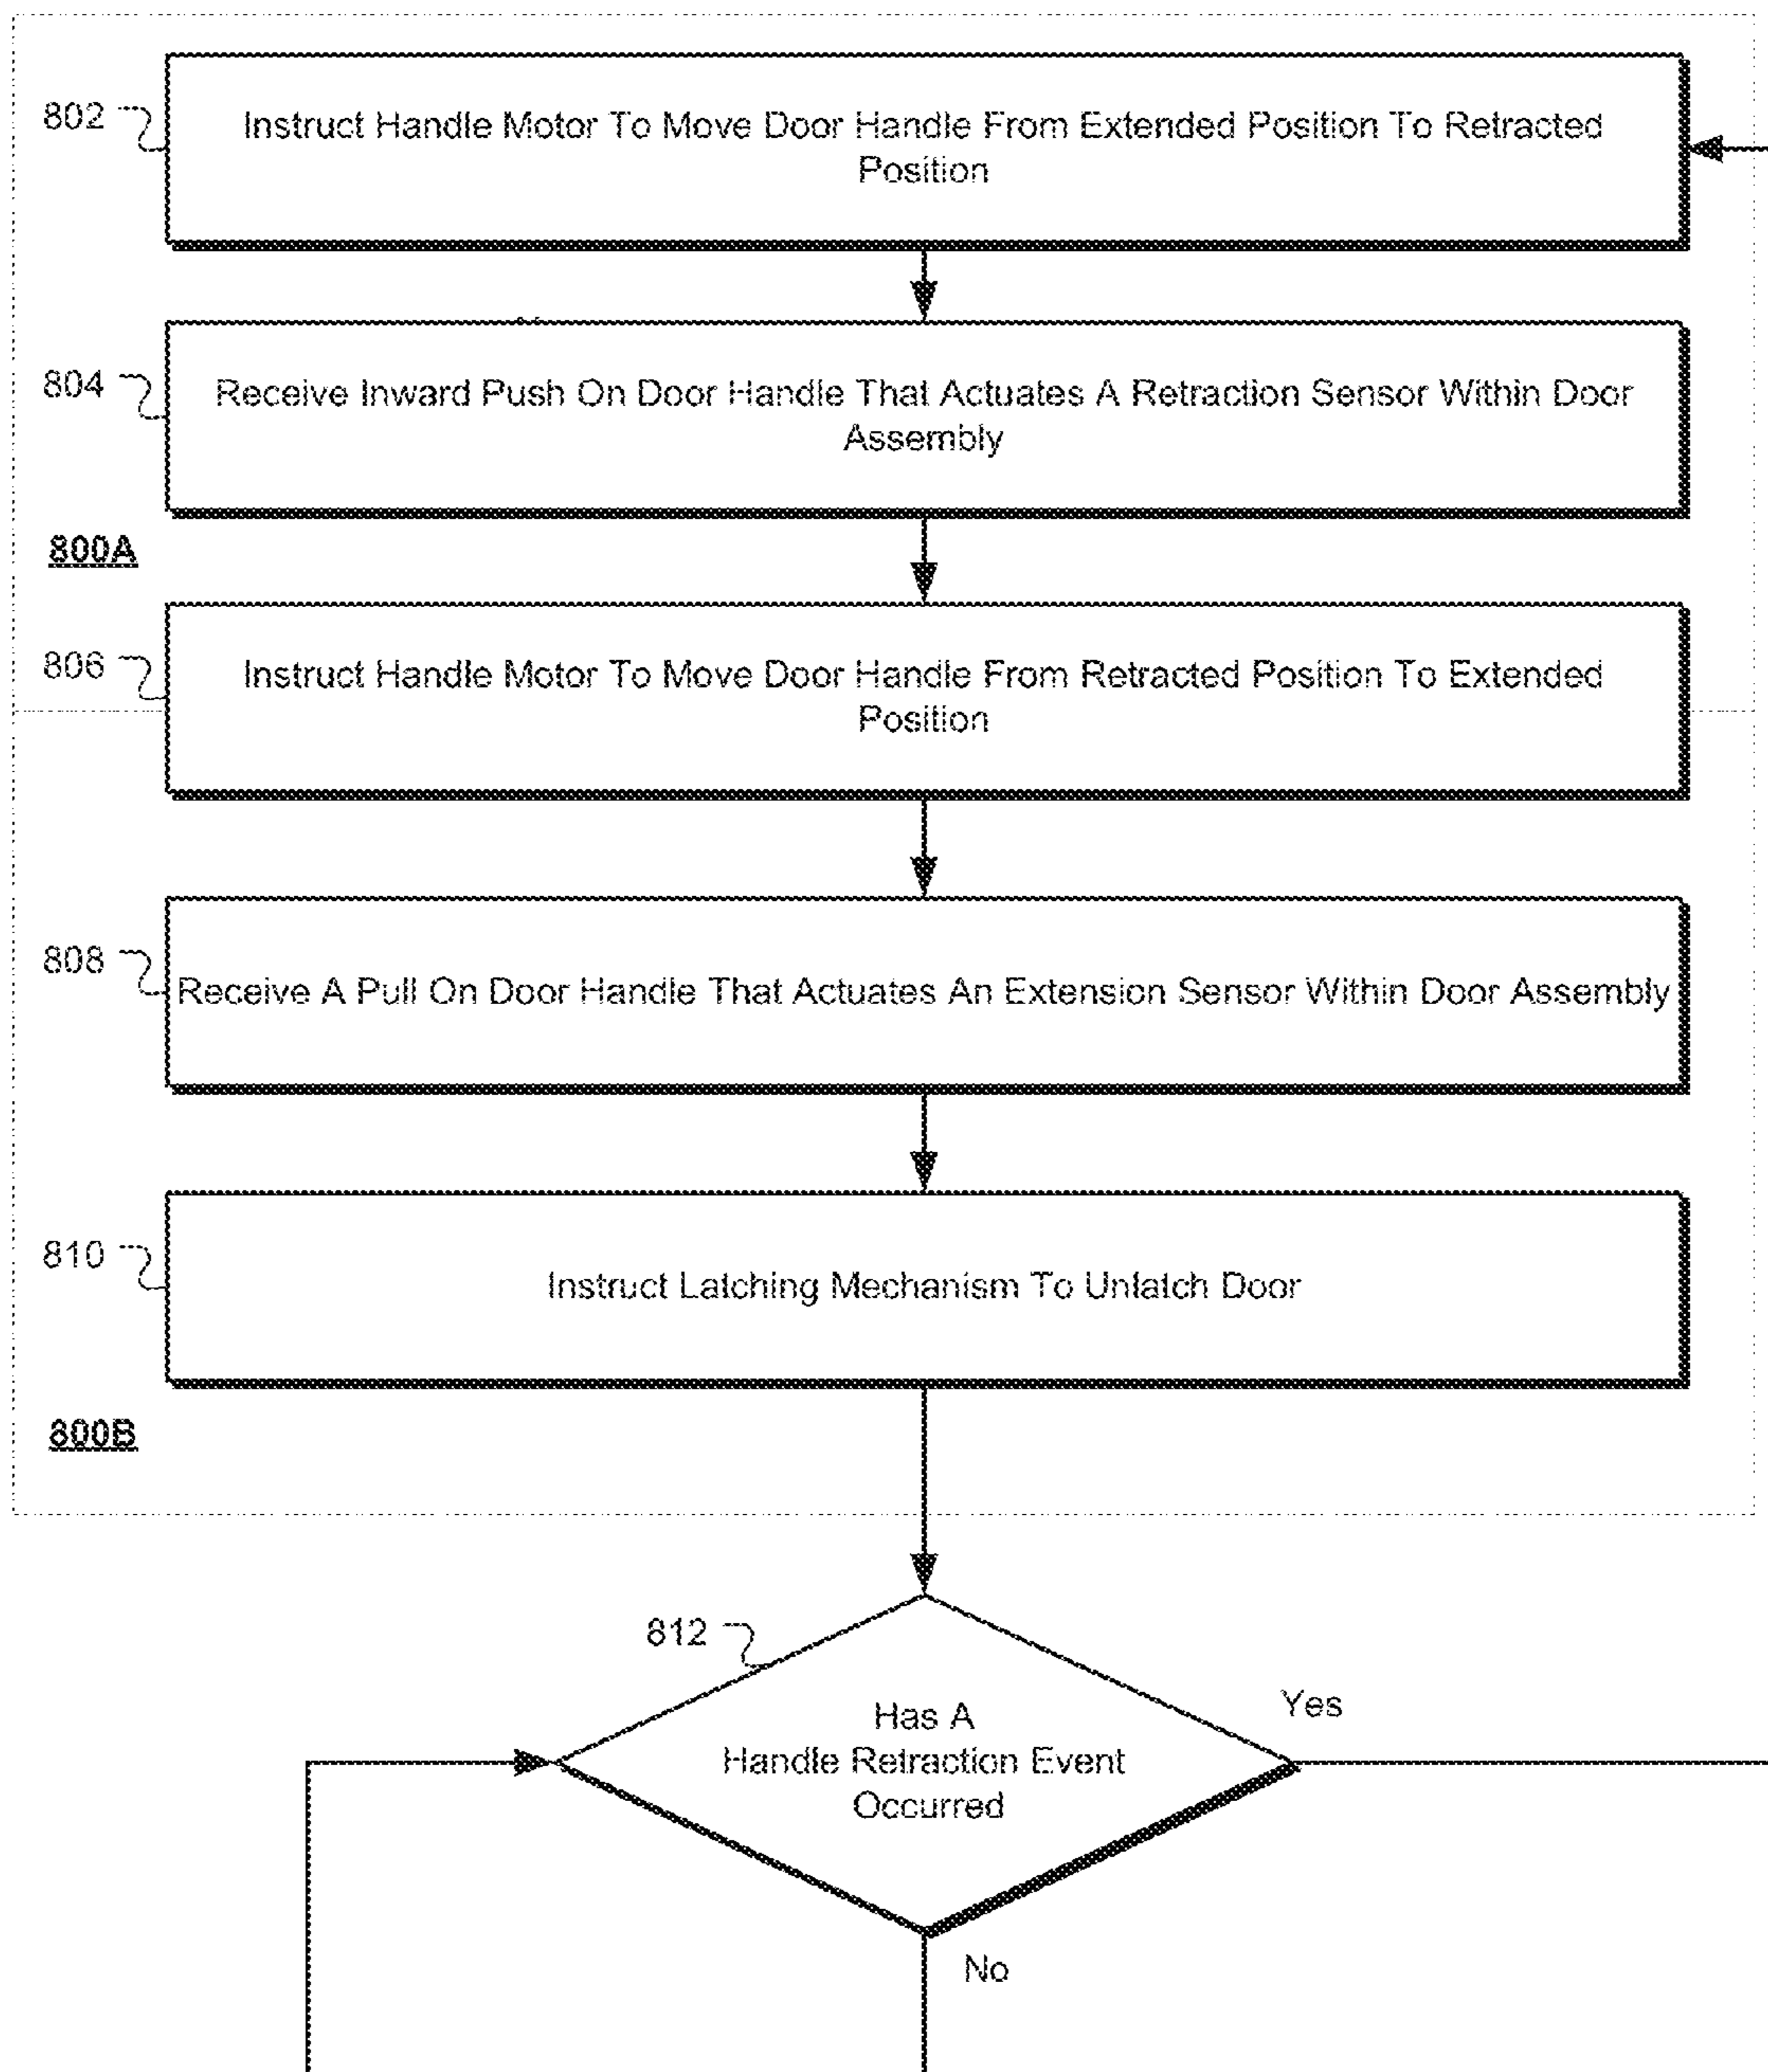 802
Instruct Handle Motor To Move Door Handle From Extended Position To Retracted
Position
804
Receive Inward Push On Door Handle That Actuates A Retraction Sensor Within Door
Assembly
800A
806
Instruct Handle Motor To Move Door Handle From Retracted Position To Extended
Position
808
Receive A Pull On Door Handle That Actuates An Extension Sensor Within Door Assembly
810
Instruct Latching Mechanism To Unlatch Door
800B
812
Has A
Handle Retraction Event
Occurred
Yes
No